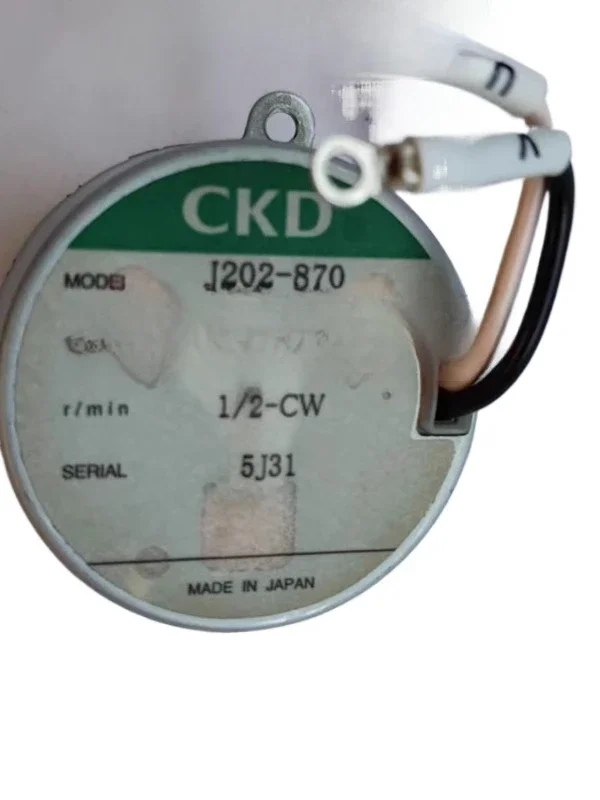 CKD
MODEL J202-870
r/min 1/2-CW
SERIAL 5J31
MADE IN JAPAN